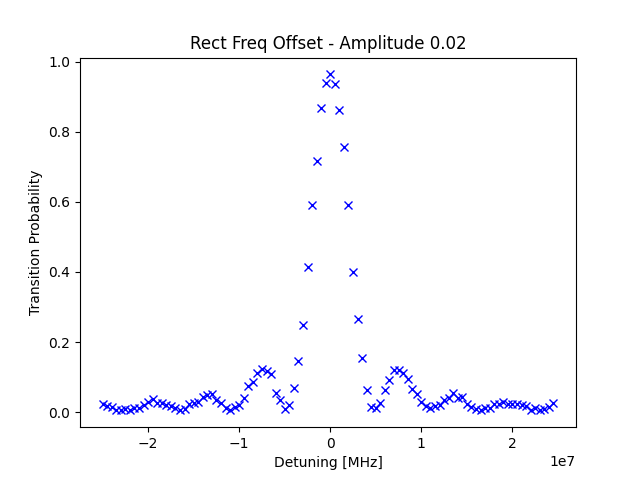 Rect Freq Offset - Amplitude 0.02
1.0
0.8
0.6
0.4
0.2
0.0
Transition Probability
−2
−1
0
1
2
1e7
Detuning [MHz]